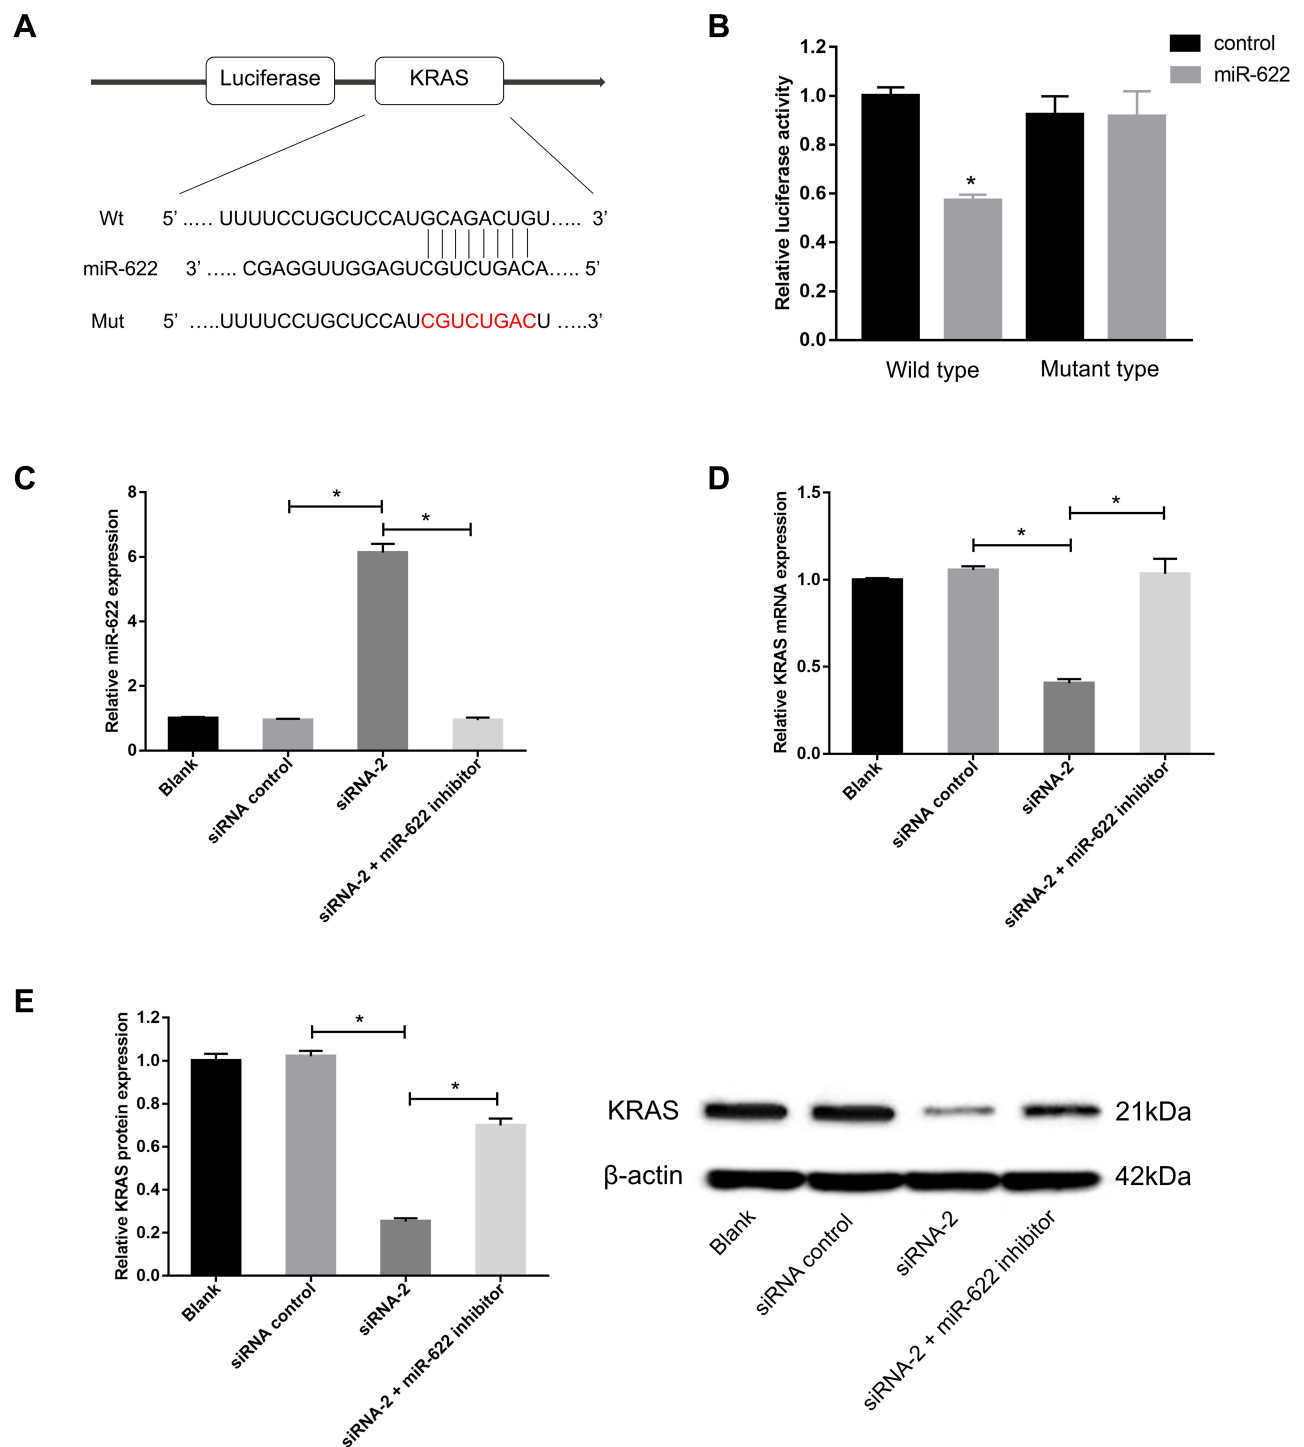 A
Luciferase
KRAS
Wt 5’ ..... UUUUCCUGCUCCAUGCAGACUGU..... 3’
miR-622 3’ ..... CGAGGUUGGAGUCGUCUGACA..... 5’
Mut 5’ .....UUUUCCUGCUCCAUCGUCUGACU .....3’
B
Relative luciferase activity
1.2
1.0
0.8
0.6
0.4
0.2
0.0
*
control
miR-622
Wild type
Mutant type
C
Relative miR-622 expression
8
6
4
2
0
*
*
Blank
siRNA control
siRNA-2
siRNA-2 + miR-622 inhibitor
D
Relative KRAS mRNA expression
1.5
1.0
0.5
0.0
*
*
Blank
siRNA control
siRNA-2
siRNA-2 + miR-622 inhibitor
E
Relative KRAS protein expression
1.2
1.0
0.8
0.6
0.4
0.2
0.0
*
*
Blank
siRNA control
siRNA-2
siRNA-2 + miR-622 inhibitor
KRAS 21kDa
β-actin 42kDa
Blank
siRNA control
siRNA-2
siRNA-2 + miR-622 inhibitor